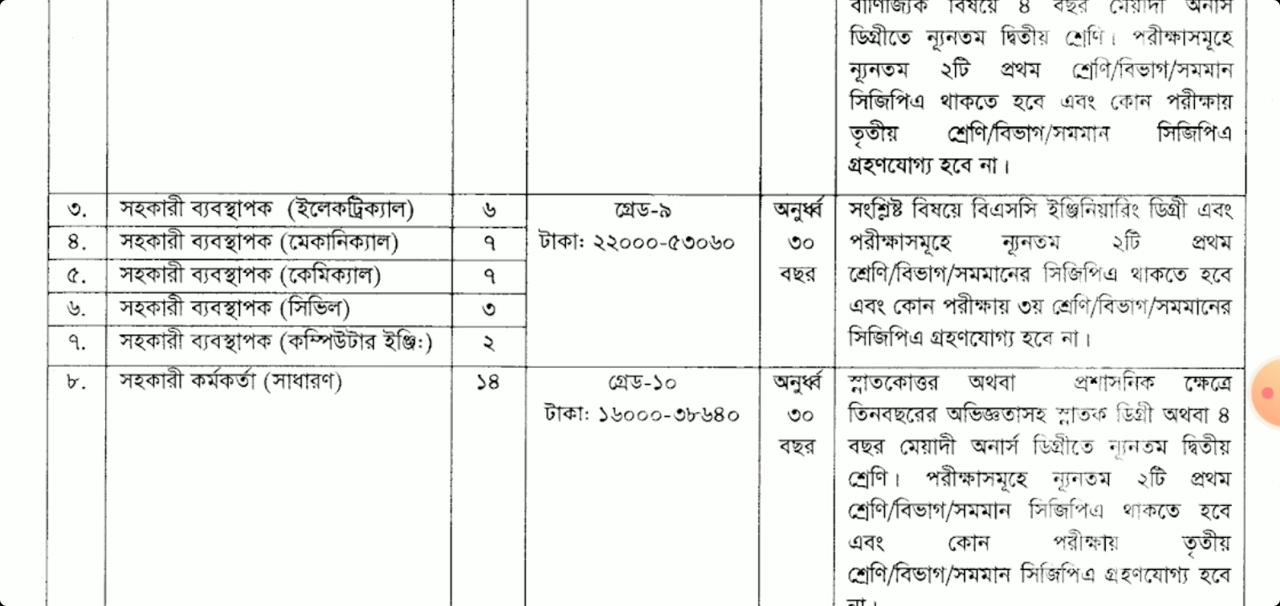 বাণিজ্যিক বিষয়ে ৪ বছর মেয়াদী অনার্স
ডিগ্রীতে ন্যূনতম দ্বিতীয় শ্রেণি। পরীক্ষাসমূহে
ন্যূনতম ২টি প্রথম শ্রেণি/বিভাগ/সমমান
সিজিপিএ থাকতে হবে এবং কোন পরীক্ষায়
তৃতীয় শ্রেণি/বিভাগ/সমমান সিজিপিএ
গ্রহণযোগ্য হবে না।
৩. সহকারী ব্যবস্থাপক (ইলেকট্রিক্যাল) ৬
৪. সহকারী ব্যবস্থাপক (মেকানিক্যাল) ৭
৫. সহকারী ব্যবস্থাপক (কেমিক্যাল) ৭
৬. সহকারী ব্যবস্থাপক (সিভিল) ৩
৭. সহকারী ব্যবস্থাপক (কম্পিউটার ইঞ্জি:) ২
গ্রেড-৯
টাকা: ২২০০০-৫৩০৬০
অনুর্ধ্ব
৩০
বছর
সংশ্লিষ্ট বিষয়ে বিএসসি ইঞ্জিনিয়ারিং ডিগ্রী এবং
পরীক্ষাসমূহে ন্যূনতম ২টি প্রথম
শ্রেণি/বিভাগ/সমমানের সিজিপিএ থাকতে হবে
এবং কোন পরীক্ষায় ৩য় শ্রেণি/বিভাগ/সমমানের
সিজিপিএ গ্রহণযোগ্য হবে না।
৮. সহকারী কর্মকর্তা (সাধারণ) ১৪
গ্রেড-১০
টাকা: ১৬০০০-৩৮৬৪০
অনুর্ধ্ব
৩০
বছর
স্নাতকোত্তর অথবা প্রশাসনিক ক্ষেত্রে
তিনবছরের অভিজ্ঞতাসহ স্নাতক ডিগ্রী অথবা ৪
বছর মেয়াদী অনার্স ডিগ্রীতে ন্যূনতম দ্বিতীয়
শ্রেণি। পরীক্ষাসমূহে ন্যূনতম ২টি প্রথম
শ্রেণি/বিভাগ/সমমান সিজিপিএ থাকতে হবে
এবং কোন পরীক্ষায় তৃতীয়
শ্রেণি/বিভাগ/সমমান সিজিপিএ গ্রহণযোগ্য হবে
না।